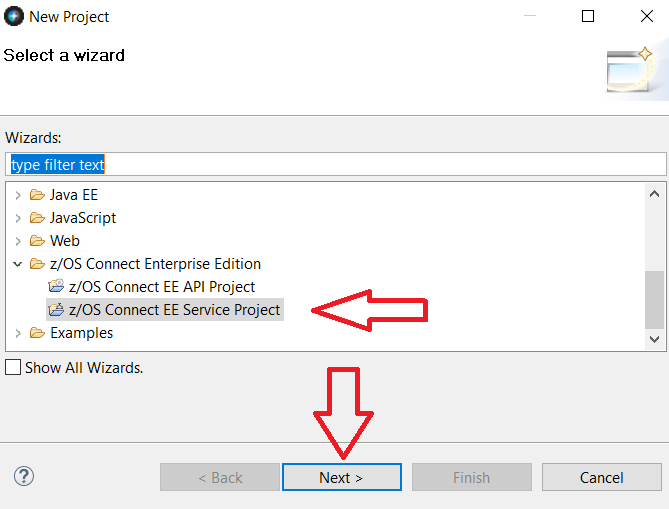 New Project
Select a wizard
Wizards:
type filter text
Java EE
JavaScript
Web
z/OS Connect Enterprise Edition
z/OS Connect EE API Project
z/OS Connect EE Service Project
Examples
Show All Wizards.
? < Back Next > Finish Cancel